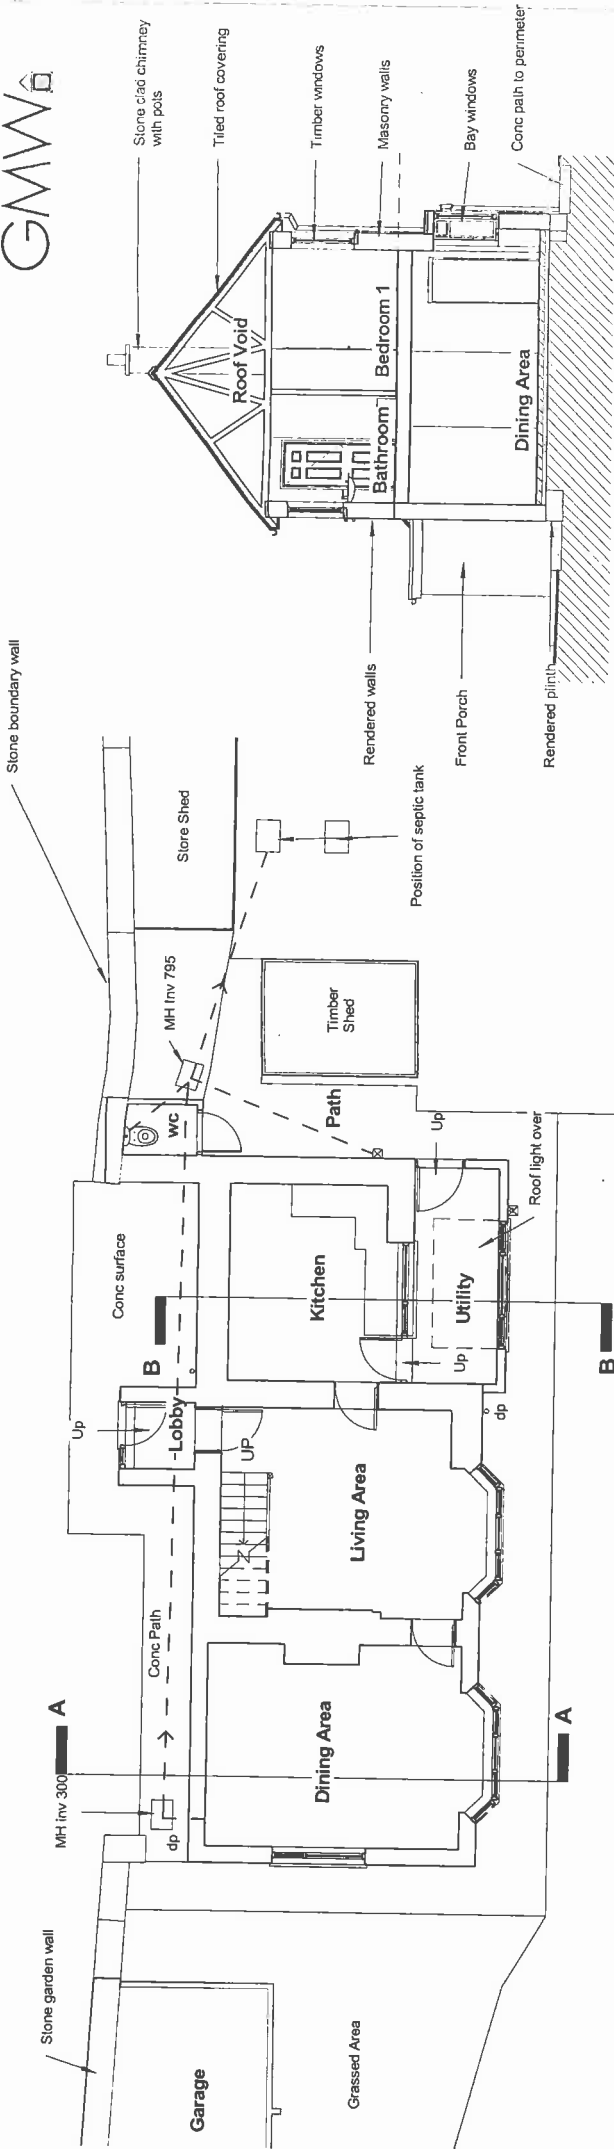 GMW
Stone clad chimney
with pots
Tiled roof covering
Timber windows
Masonry walls
Bay windows
Conc path to perimeter
Roof Void
Bathroom
Bedroom 1
Dining Area
Rendered walls
Front Porch
Rendered plinth
Stone boundary wall
Store Shed
Position of septic tank
MH Inv 795
Timber
Shed
wc
Path
Up
Roof light over
Conc surface
B
Kitchen
Utility
Up
B
Up
Lobby
UP
dp
Living Area
Conc Path
A
MH inv 300
dp
Dining Area
A
Stone garden wall
Garage
Grassed Area